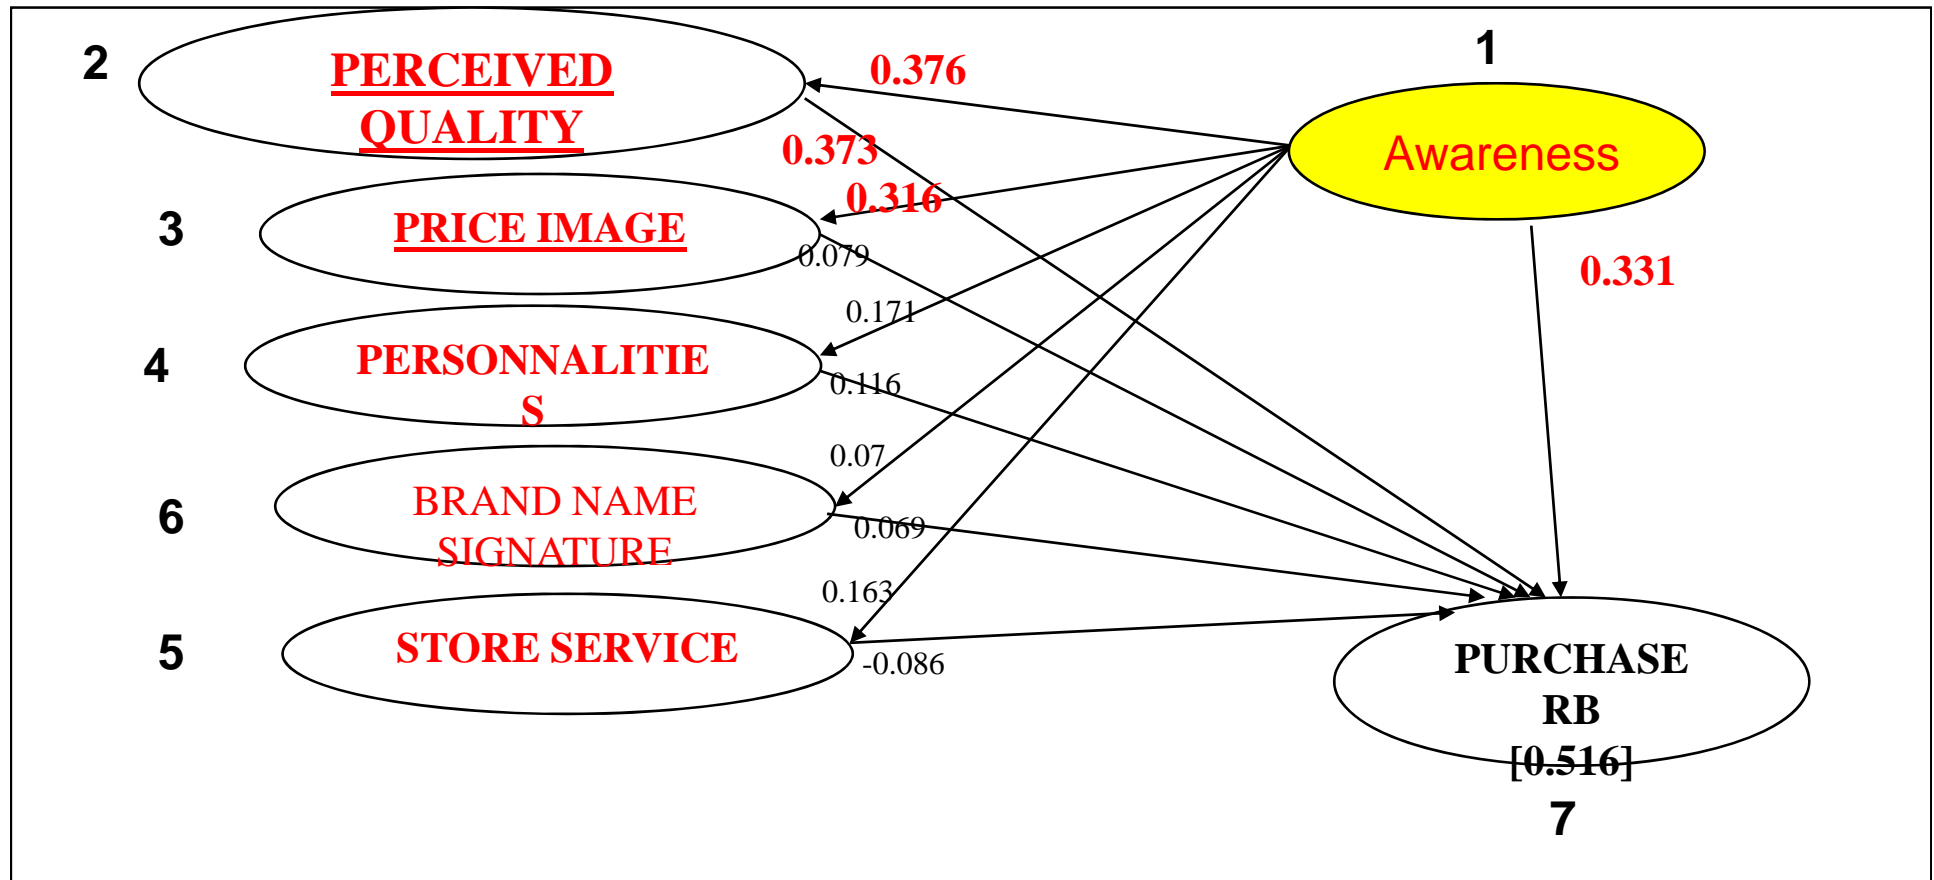 1
2
PERCEIVED
QUALITY
0.376
Awareness
0.373
0.316
3
PRICE IMAGE
0.079
0.331
0.171
4
PERSONNALITIE
S
0.116
0.07
6
BRAND NAME
SIGNATURE
0.069
0.163
5
STORE SERVICE
-0.086
PURCHASE
RB
[0.516]
7